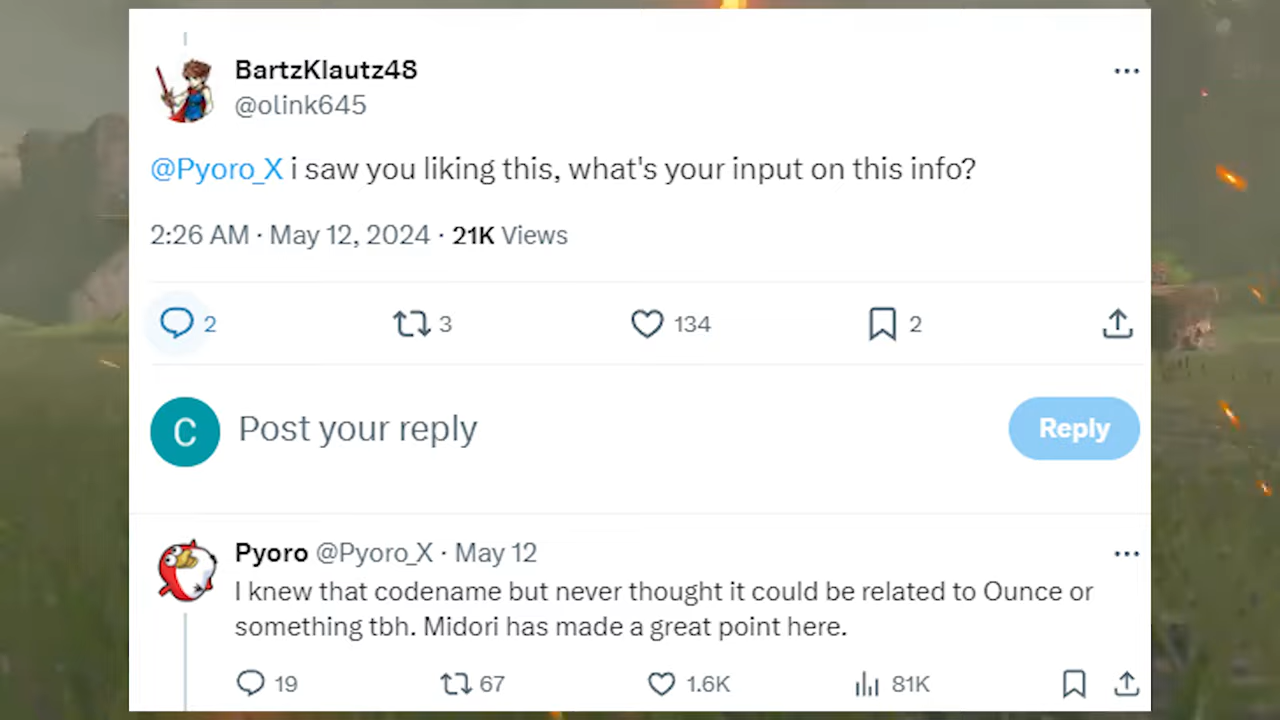 BartzKlautz48
@olink645
@Pyoro_X i saw you liking this, what's your input on this info?
2:26 AM · May 12, 2024 · 21K Views
2 3 134 2
C Post your reply Reply
Pyoro @Pyoro_X · May 12
I knew that codename but never thought it could be related to Ounce or
something tbh. Midori has made a great point here.
19 67 1.6K 81K